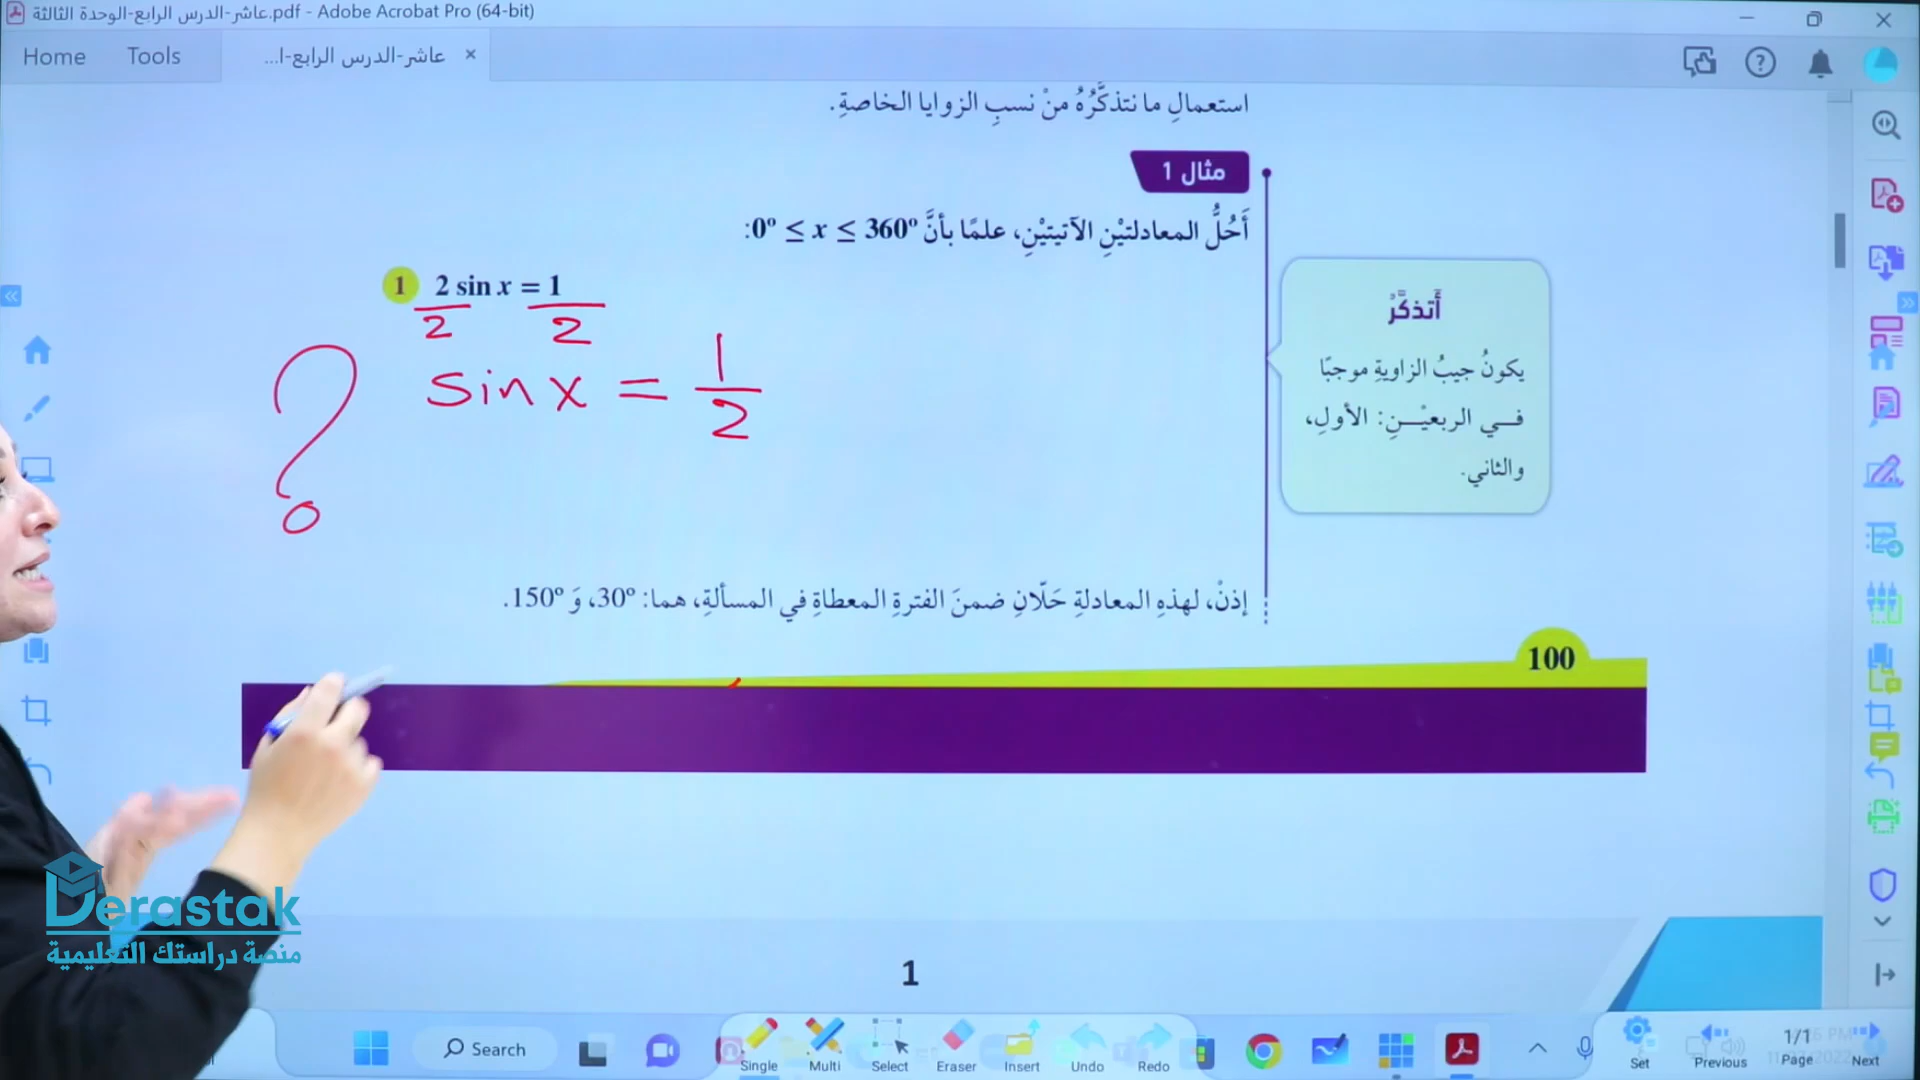 عاشر-الدرس الرابع-الوحدة الثالثة.pdf - Adobe Acrobat Pro (64-bit)
Home Tools عاشر-الدرس الرابع-ا... ×
استعمالِ ما نتذكَّرُهُ منْ نسبِ الزوايا الخاصةِ.
مثال 1
أَحُلُّ المعادلتيْنِ الآتيتيْنِ، علمًا بأنَّ 0° ≤ x ≤ 360°:
1 2 sin x = 1
2 2
sin x = 1/2
?
أتذكَّرُ
يكونُ جيبُ الزاويةِ موجبًا
في الربعيْنِ: الأولِ،
والثاني.
إذنْ، لهذهِ المعادلةِ حَلّانِ ضمنَ الفترةِ المعطاةِ في المسألةِ، هما: 30°، وَ 150°.
100
Derastak
منصة دراستك التعليمية
1
Search
Single Multi Select Eraser Insert Undo Redo
Set Previous 1/1 Page Next